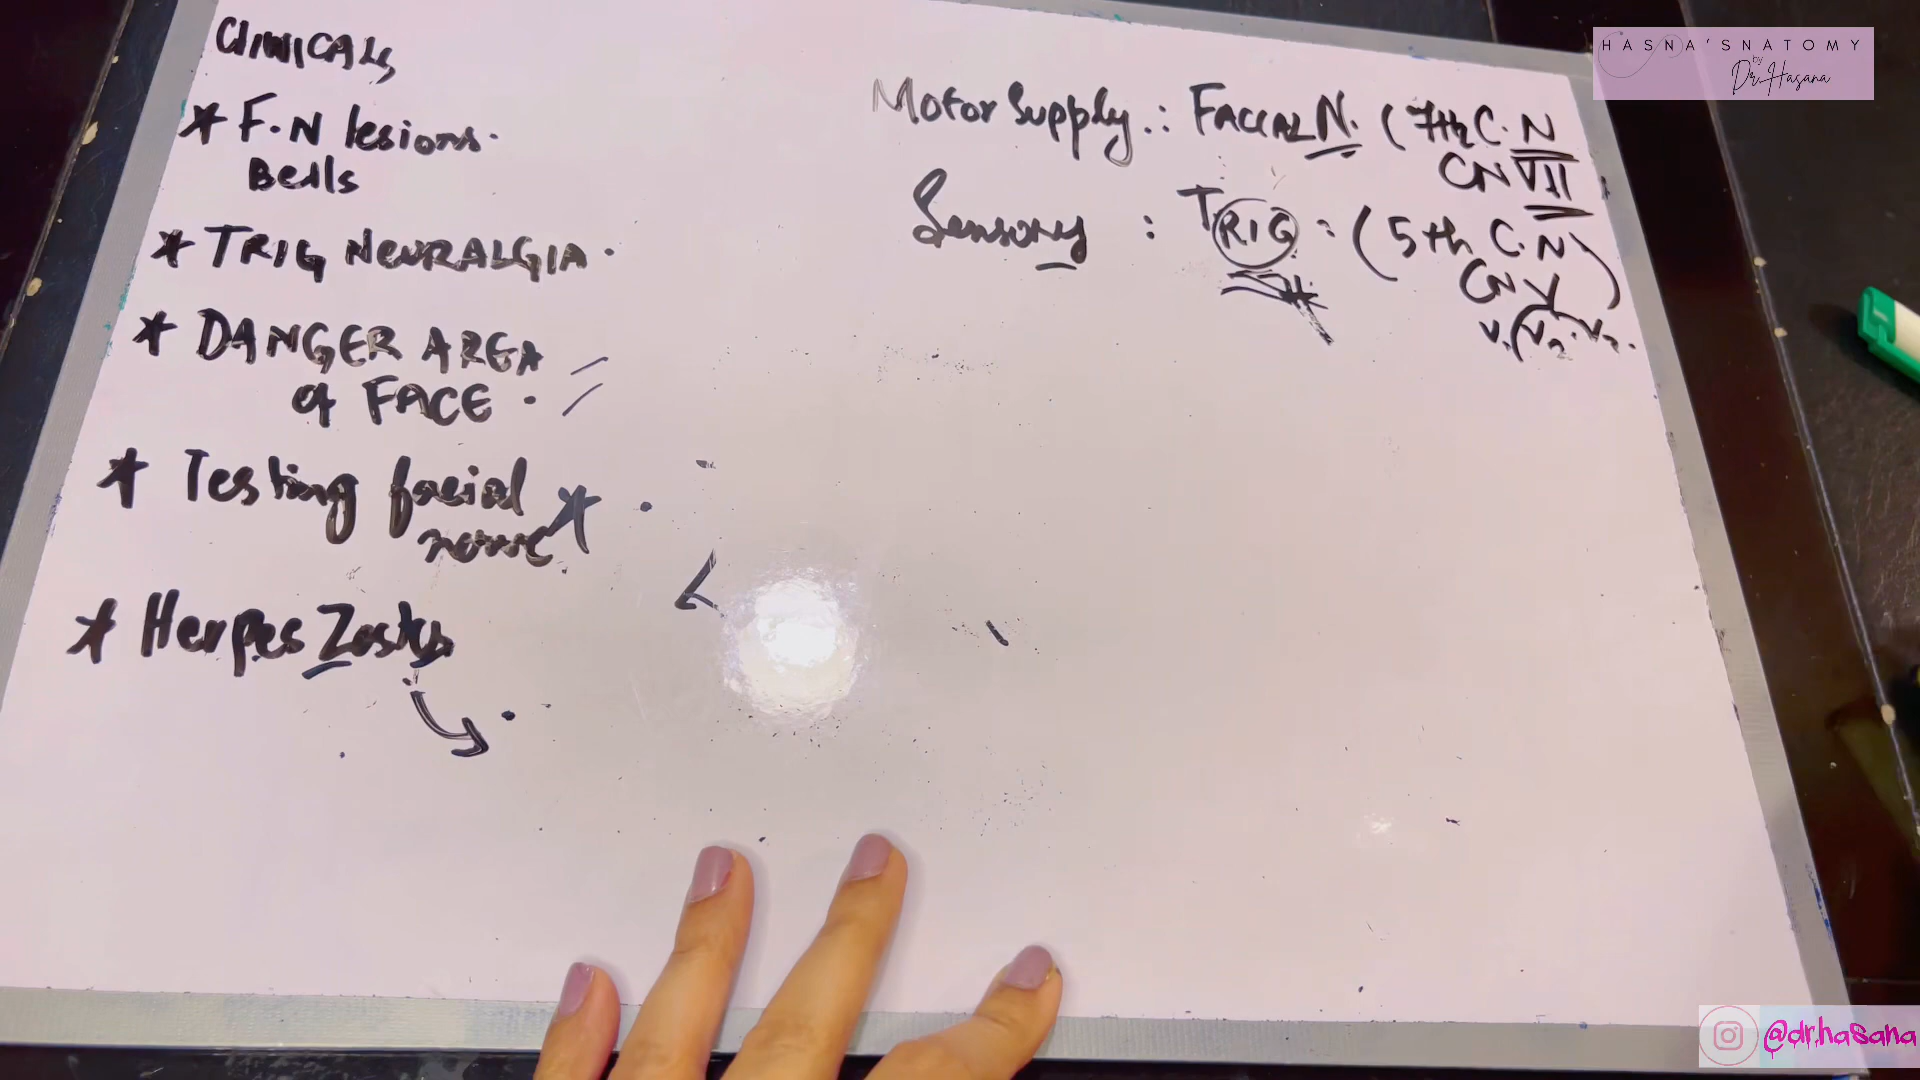 CLINICALS
* F.N lesions.
Bells
* TRIG NEURALGIA.
* DANGER AREA
of FACE.
* Testing facial
nerve *
* Herpes Zoster
Motor Supply: FACIAL N. (7th C.N
CN VII
Sensory : TRIG : (5th C.N)
CN V
V1 V2 V3.
HASNA'SNATOMY
by
Dr.Hasana
@dr.hasana